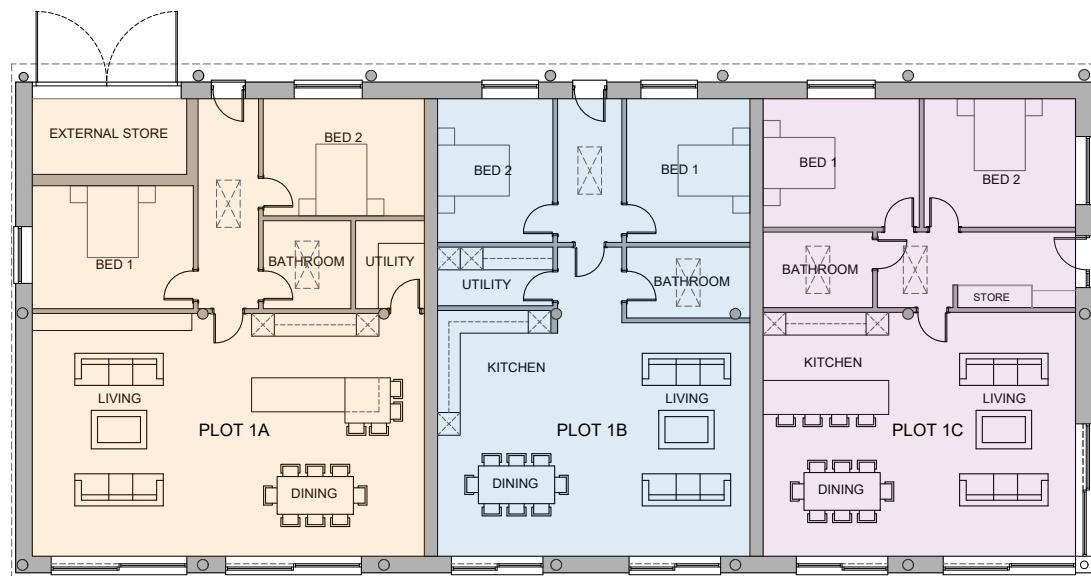 EXTERNAL STORE
BED 2
BED 1
BATHROOM
UTILITY
LIVING
PLOT 1A
DINING
BED 2
BED 1
UTILITY
BATHROOM
KITCHEN
LIVING
PLOT 1B
DINING
BED 1
BED 2
BATHROOM
STORE
KITCHEN
LIVING
PLOT 1C
DINING